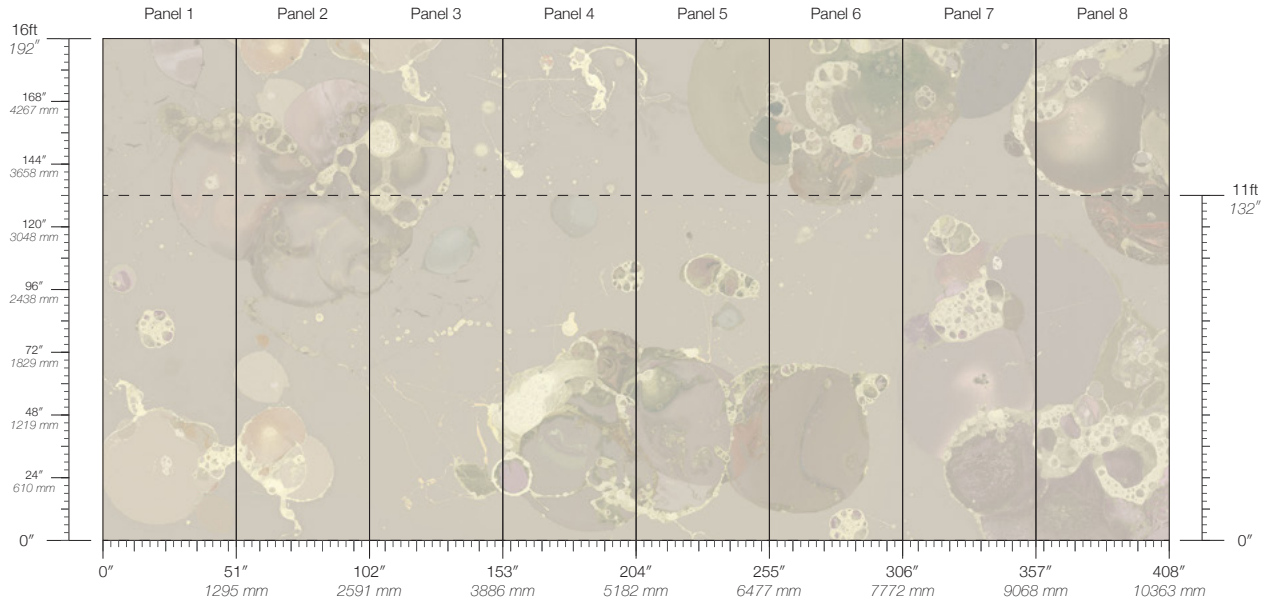 Panel 1 Panel 2 Panel 3 Panel 4 Panel 5 Panel 6 Panel 7 Panel 8
16ft
192″
168″
4267 mm
144″
3658 mm
11ft
132″
120″
3048 mm
96″
2438 mm
72″
1829 mm
48″
1219 mm
24″
610 mm
0″ 0″
0″ 51″ 102″ 153″ 204″ 255″ 306″ 357″ 408″
1295 mm 2591 mm 3886 mm 5182 mm 6477 mm 7772 mm 9068 mm 10363 mm